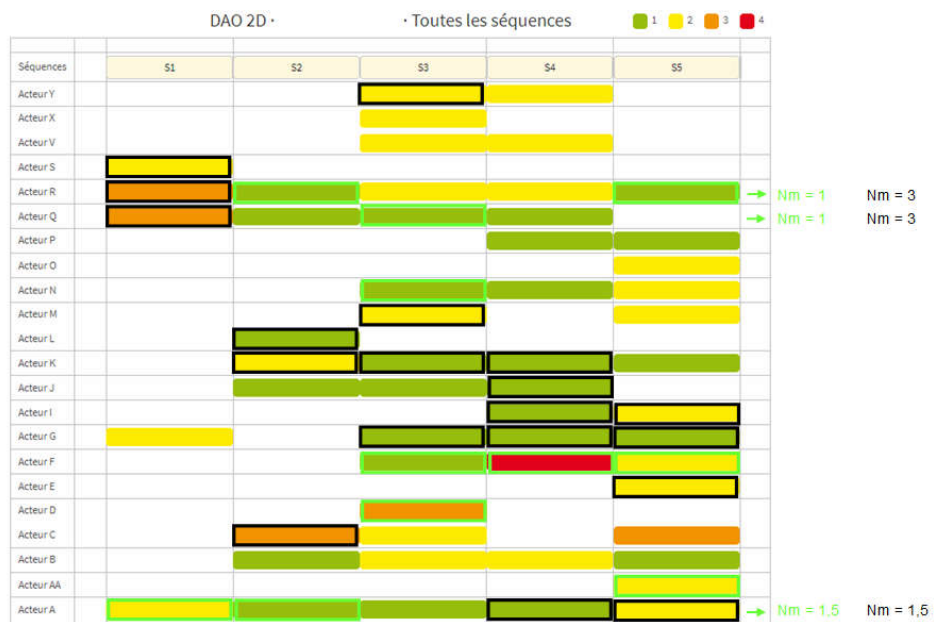 DAO 2D · · Toutes les séquences 1 2 3 4
Séquences S1 S2 S3 S4 S5
Acteur Y
Acteur X
Acteur V
Acteur S
Acteur R → Nm = 1 Nm = 3
Acteur Q → Nm = 1 Nm = 3
Acteur P
Acteur O
Acteur N
Acteur M
Acteur L
Acteur K
Acteur J
Acteur I
Acteur G
Acteur F
Acteur E
Acteur D
Acteur C
Acteur B
Acteur AA
Acteur A → Nm = 1,5 Nm = 1,5